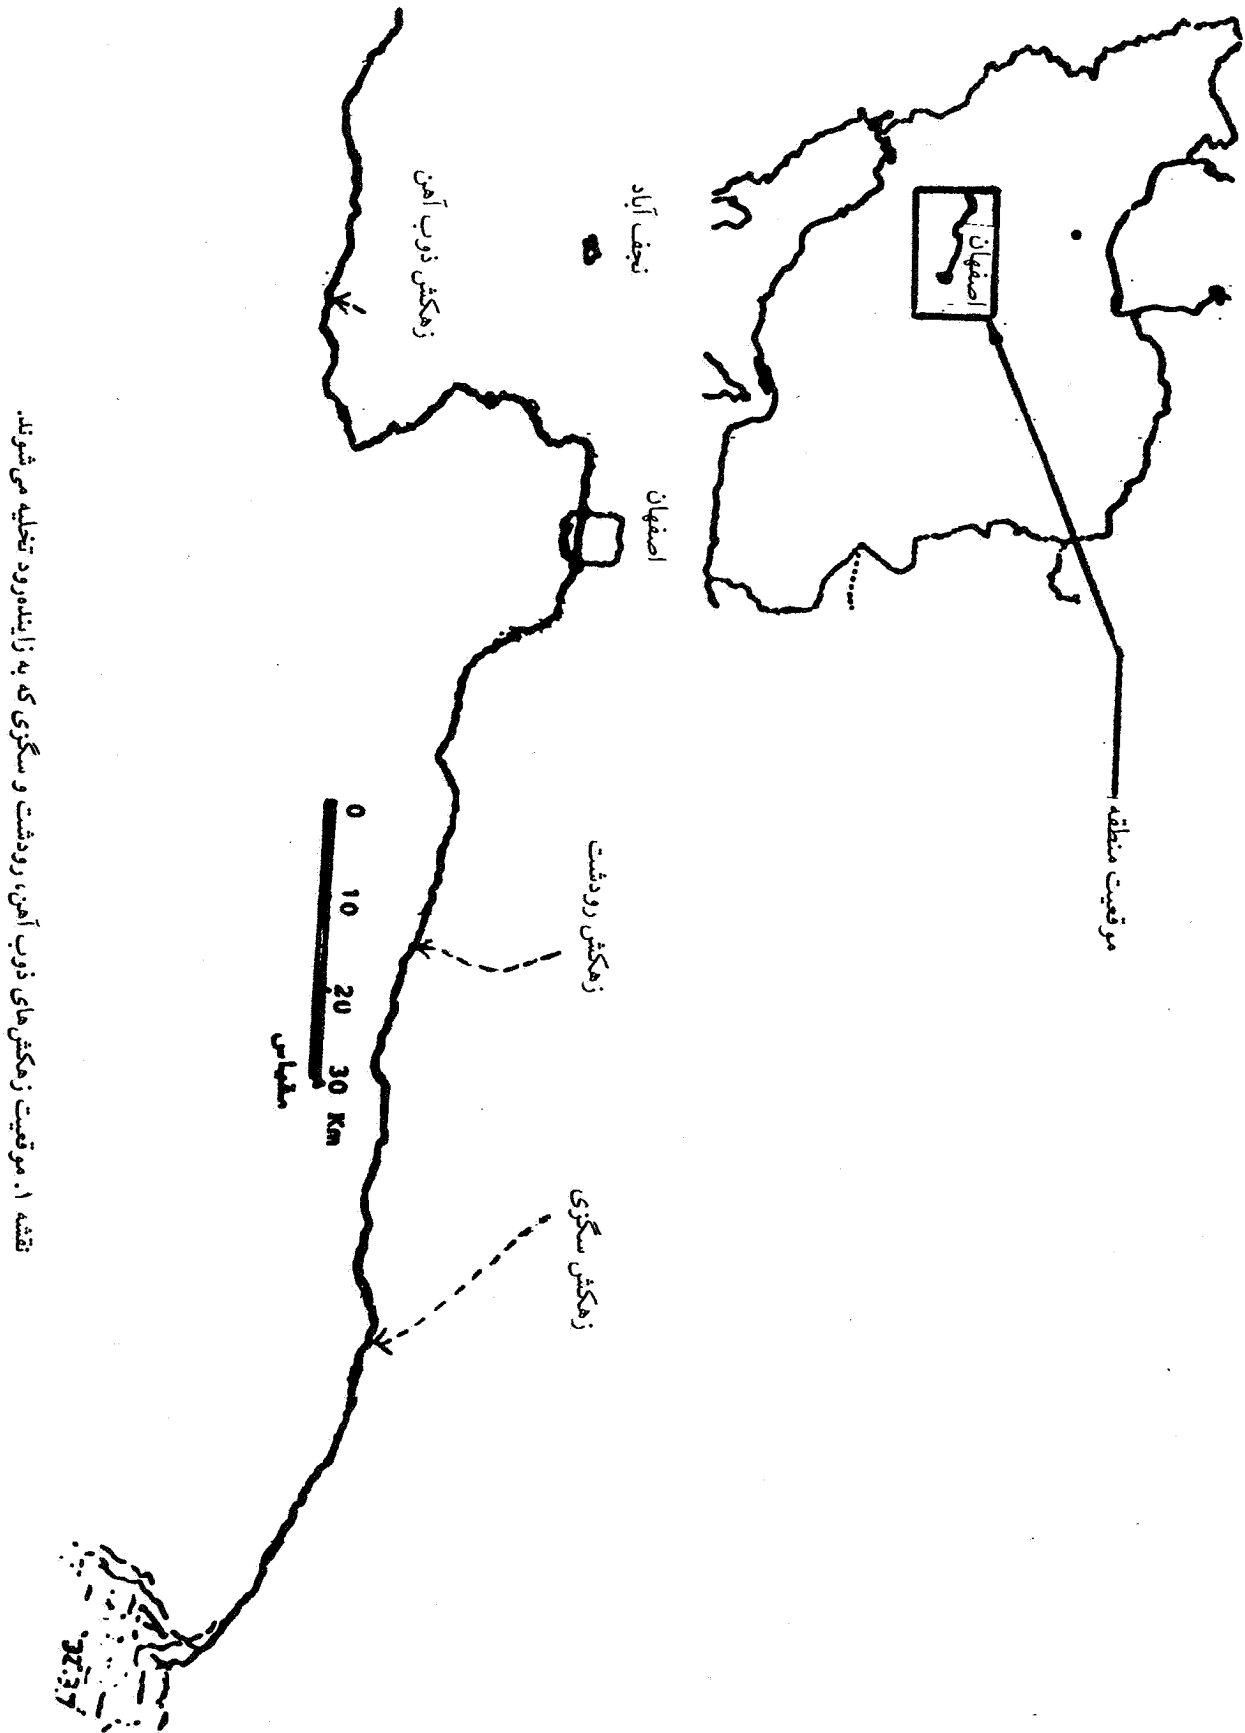 موقعیت منطقه
اصفهان
نجف آباد
اصفهان
زهکش رودشت
زهکش سگزی
زهکش ذوب آهن
0 10 20 30 Km
مقیاس
نقشه ۱. موقعیت زهکش‌های ذوب آهن، رودشت و سگزی که به زاینده‌رود تخلیه می‌شوند.